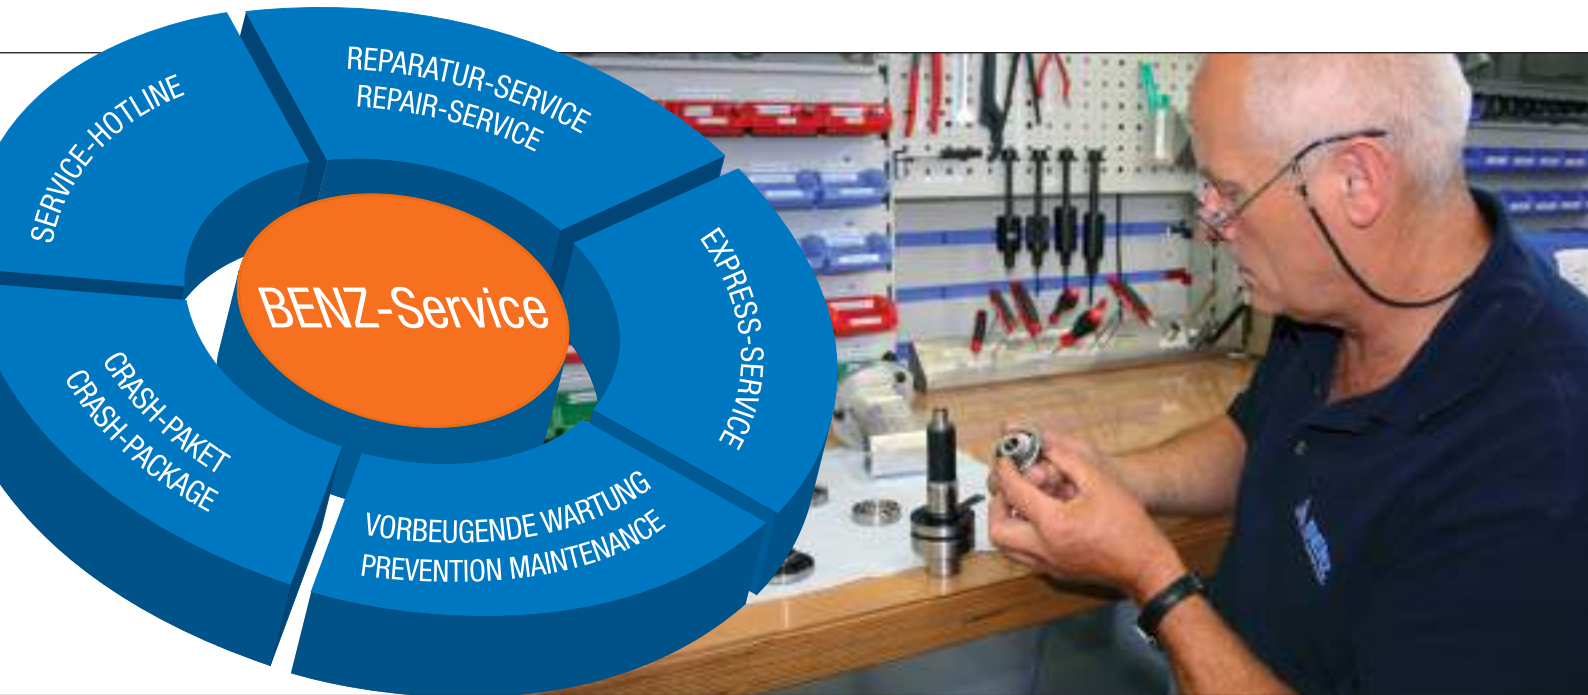 SERVICE-HOTLINE
REPARATUR-SERVICE
REPAIR-SERVICE
EXPRESS-SERVICE
BENZ-Service
CRASH-PAKET
CRASH-PACKAGE
VORBEUGENDE WARTUNG
PREVENTION MAINTENANCE